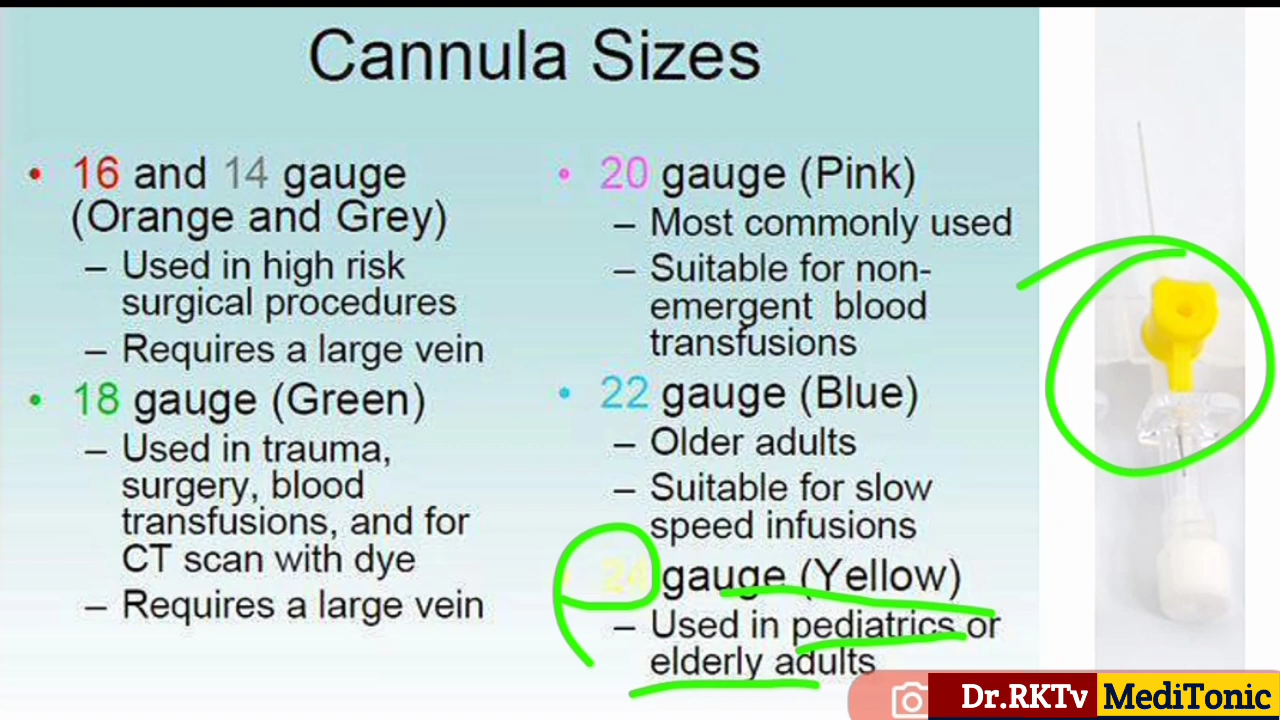 Cannula Sizes
• 16 and 14 gauge
(Orange and Grey)
– Used in high risk
surgical procedures
– Requires a large vein
• 18 gauge (Green)
– Used in trauma,
surgery, blood
transfusions, and for
CT scan with dye
– Requires a large vein
• 20 gauge (Pink)
– Most commonly used
– Suitable for non-
emergent blood
transfusions
• 22 gauge (Blue)
– Older adults
– Suitable for slow
speed infusions
• 24 gauge (Yellow)
– Used in pediatrics or
elderly adults
Dr.RKTv MediTonic